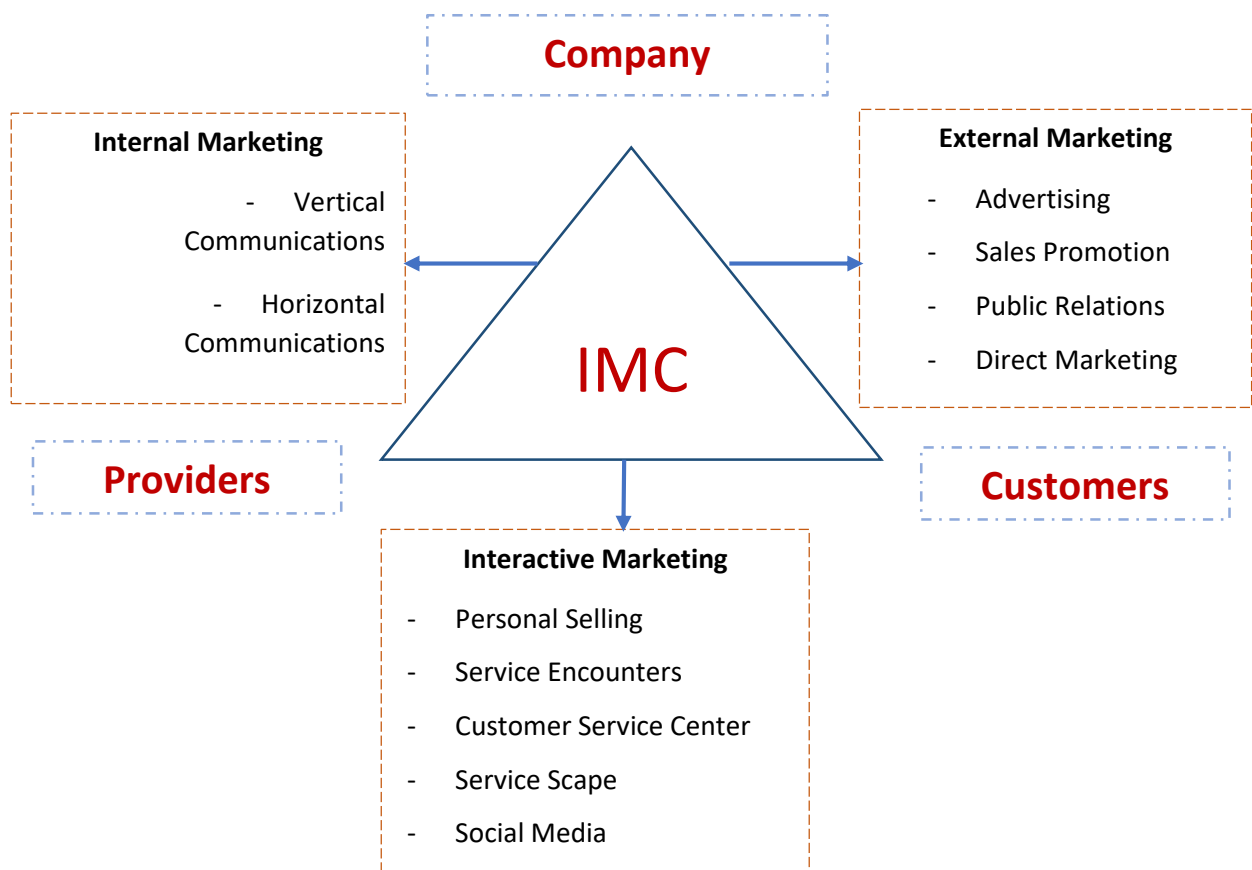 Company
Internal Marketing
- Vertical
Communications
- Horizontal
Communications
External Marketing
- Advertising
- Sales Promotion
- Public Relations
- Direct Marketing
IMC
Providers
Customers
Interactive Marketing
- Personal Selling
- Service Encounters
- Customer Service Center
- Service Scape
- Social Media